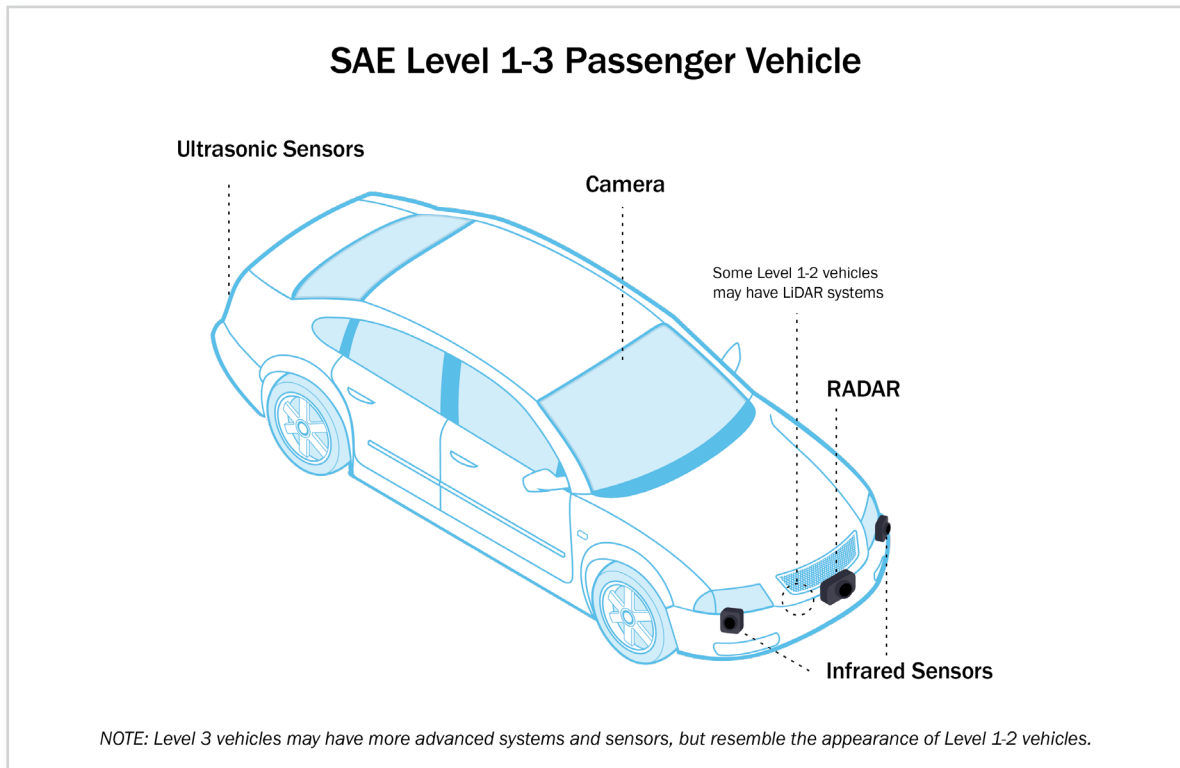 SAE Level 1-3 Passenger Vehicle
Ultrasonic Sensors
Camera
Some Level 1-2 vehicles
may have LiDAR systems
RADAR
Infrared Sensors
NOTE: Level 3 vehicles may have more advanced systems and sensors, but resemble the appearance of Level 1-2 vehicles.